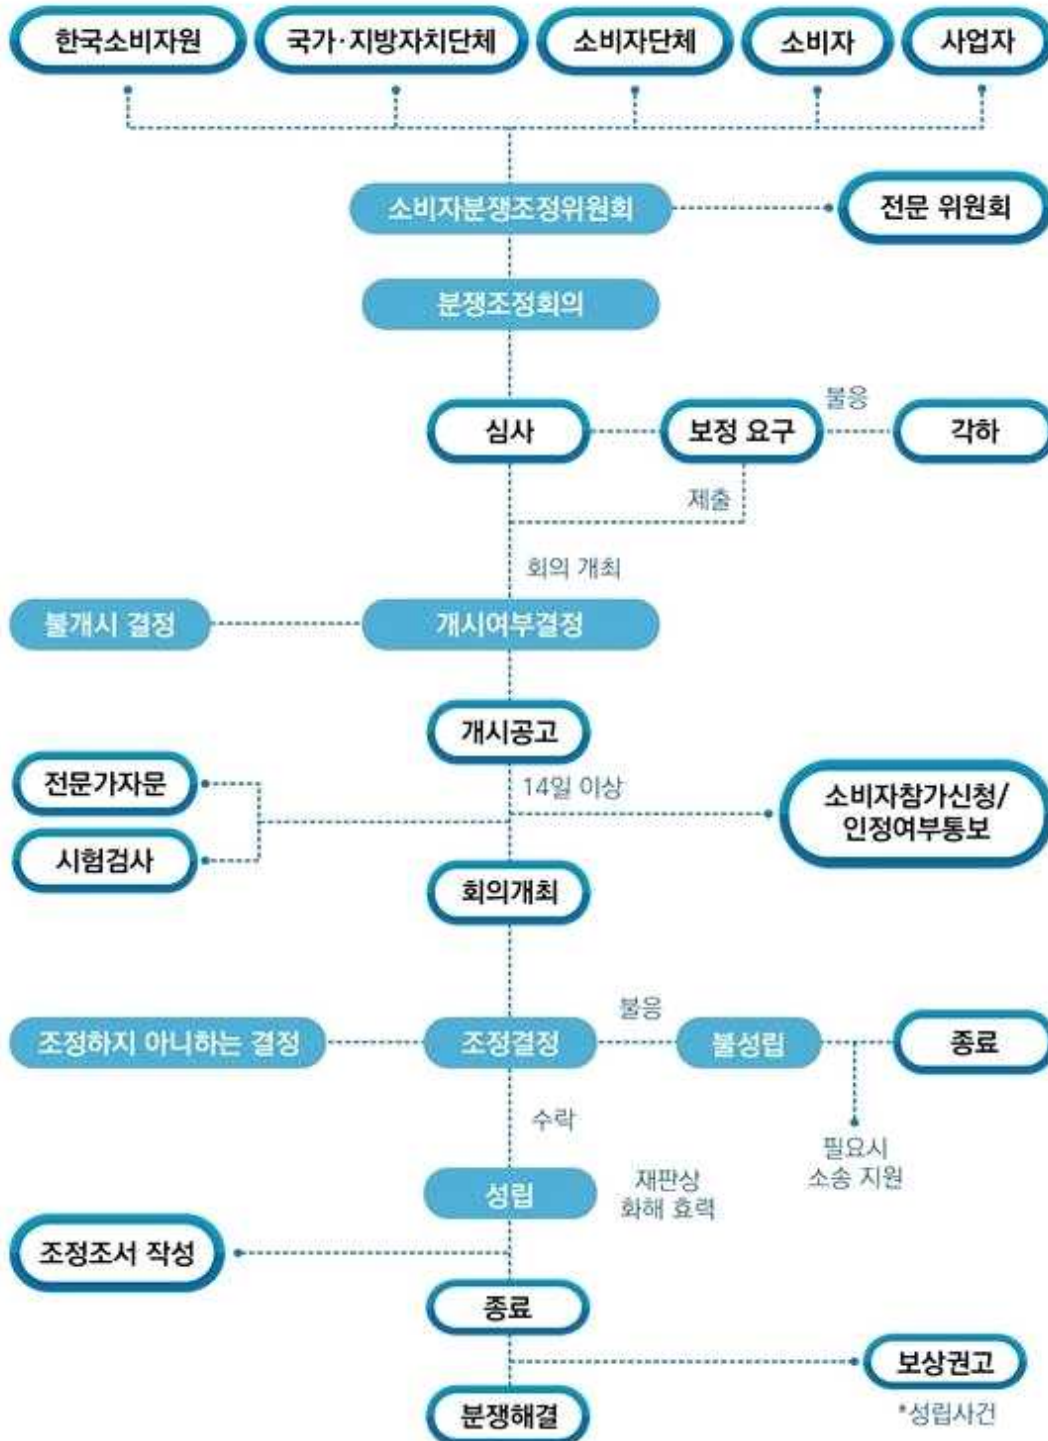 한국소비자원
국가·지방자치단체
소비자단체
소비자
사업자
소비자분쟁조정위원회
전문 위원회
분쟁조정회의
불응
심사
보정 요구
각하
제출
회의 개최
불개시 결정
개시여부결정
개시공고
전문가자문
14일 이상
소비자참가신청/
인정여부통보
시험검사
회의개최
불응
조정하지 아니하는 결정
조정결정
불성립
종료
수락
필요시
소송 지원
성립
재판상
화해 효력
조정조서 작성
종료
보상권고
*성립사건
분쟁해결